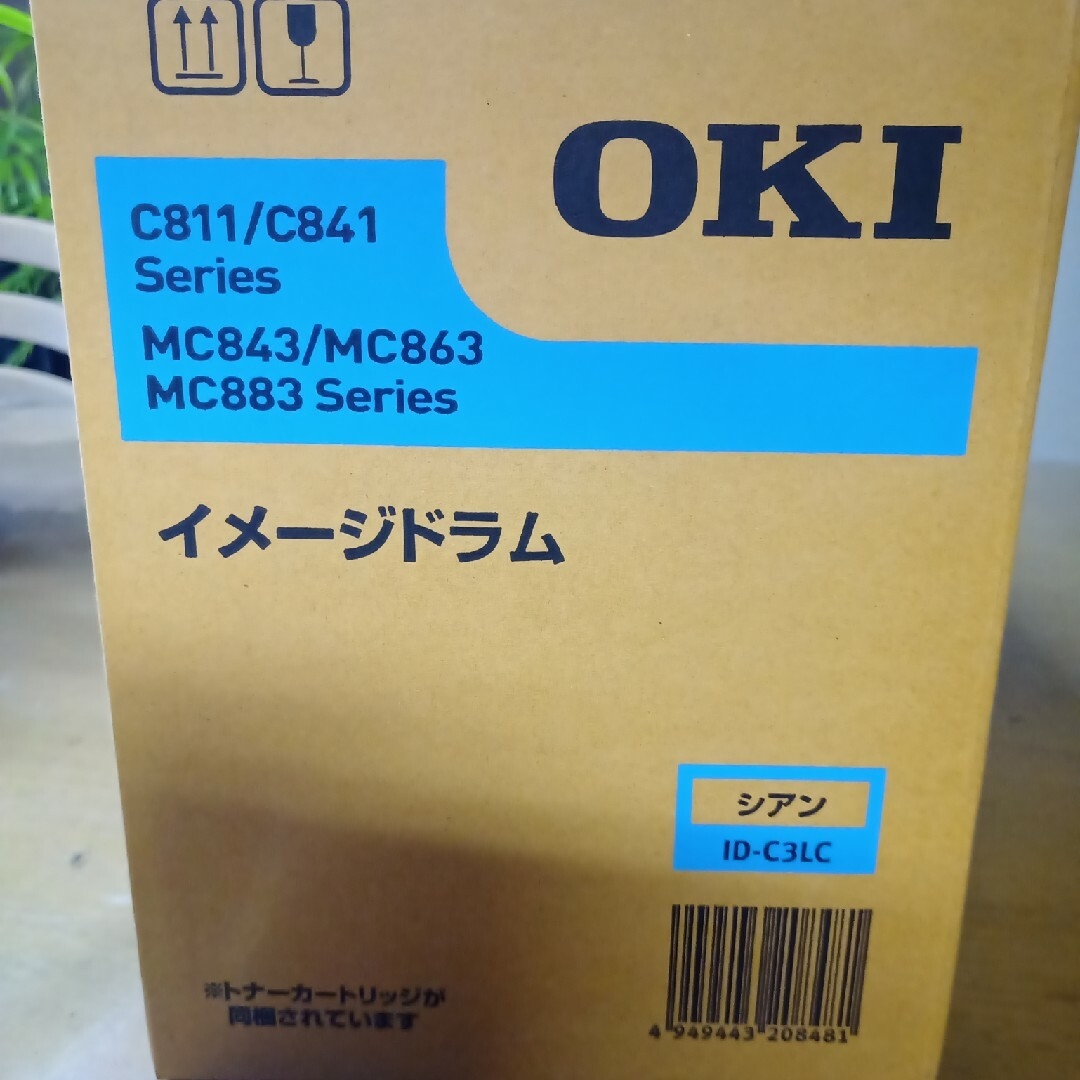 OKI
C811/C841
Series
MC843/MC863
MC883 Series
イメージドラム
シアン
ID-C3LC
4 949443 208481
※トナーカートリッジが
同梱されています